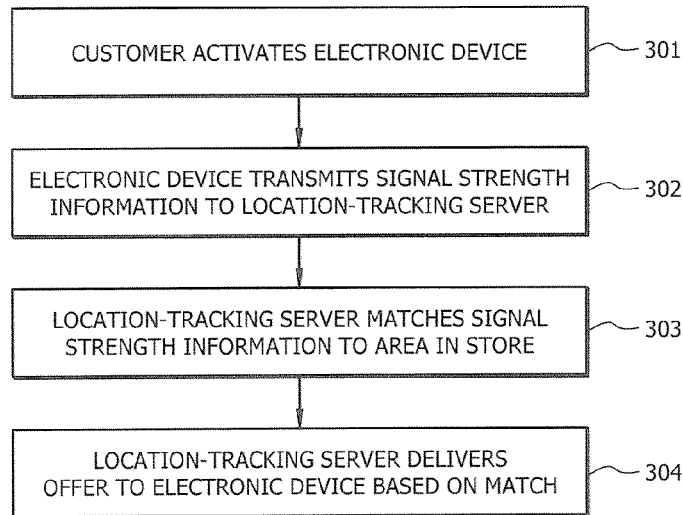 CUSTOMER ACTIVATES ELECTRONIC DEVICE
301
ELECTRONIC DEVICE TRANSMITS SIGNAL STRENGTH
INFORMATION TO LOCATION-TRACKING SERVER
302
LOCATION-TRACKING SERVER MATCHES SIGNAL
STRENGTH INFORMATION TO AREA IN STORE
303
LOCATION-TRACKING SERVER DELIVERS
OFFER TO ELECTRONIC DEVICE BASED ON MATCH
304